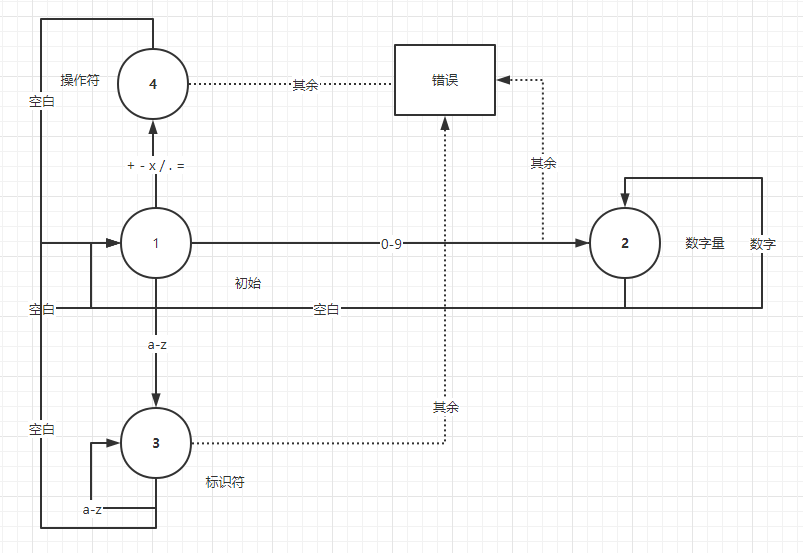 操作符
4
其余
错误
空白
+ - x / . =
其余
1
0-9
2
数字量
数字
初始
空白
空白
a-z
其余
空白
3
标识符
a-z